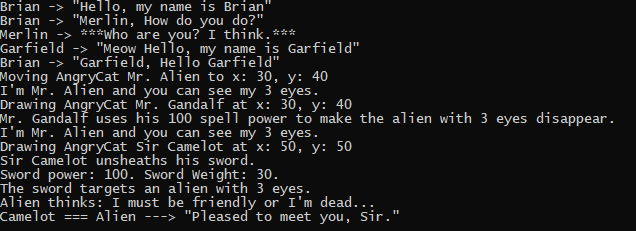 Brian -> "Hello, my name is Brian"
Brian -> "Merlin, How do you do?"
Merlin -> ***Who are you? I think.***
Garfield -> "Meow Hello, my name is Garfield"
Brian -> "Garfield, Hello Garfield"
Moving AngryCat Mr. Alien to x: 30, y: 40
I'm Mr. Alien and you can see my 3 eyes.
Drawing AngryCat Mr. Gandalf at x: 30, y: 40
Mr. Gandalf uses his 100 spell power to make the alien with 3 eyes disappear.
I'm Mr. Alien and you can see my 3 eyes.
Drawing AngryCat Sir Camelot at x: 50, y: 50
Sir Camelot unsheaths his sword.
Sword power: 100. Sword Weight: 30.
The sword targets an alien with 3 eyes.
Alien thinks: I must be friendly or I'm dead...
Camelot === Alien ---> "Pleased to meet you, Sir."